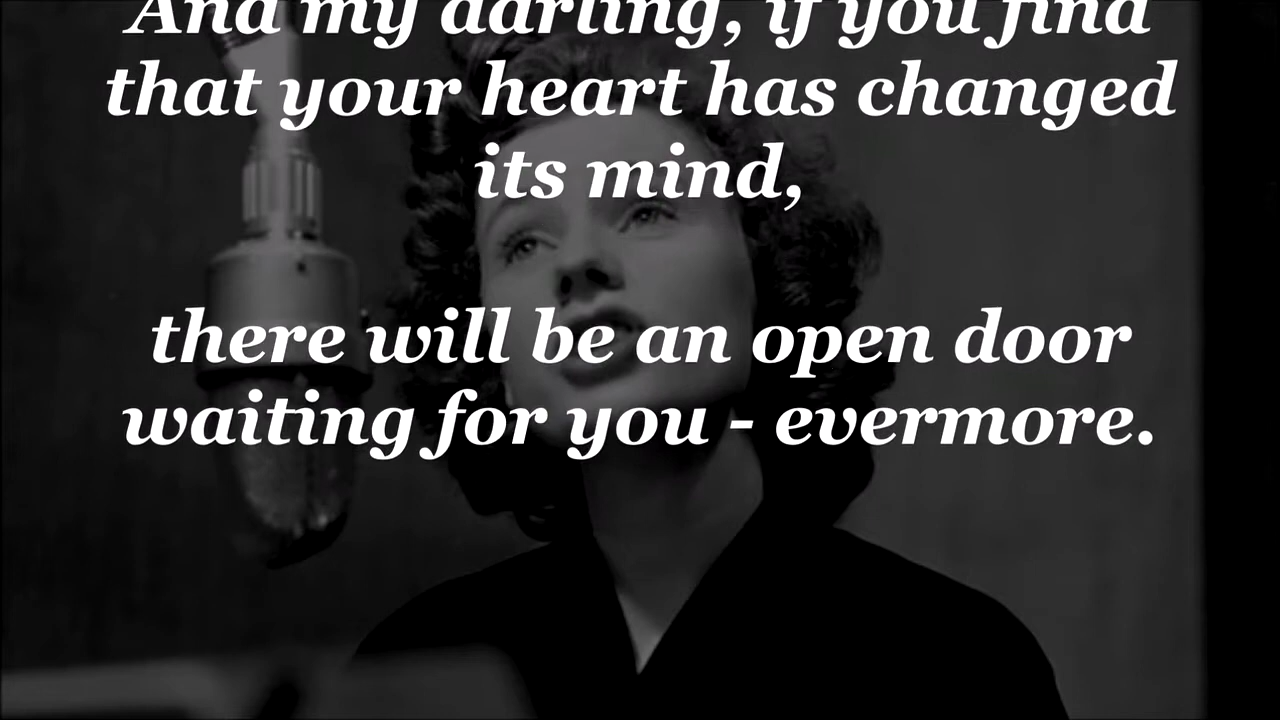 And my darling, if you find
that your heart has changed
its mind,
there will be an open door
waiting for you - evermore.